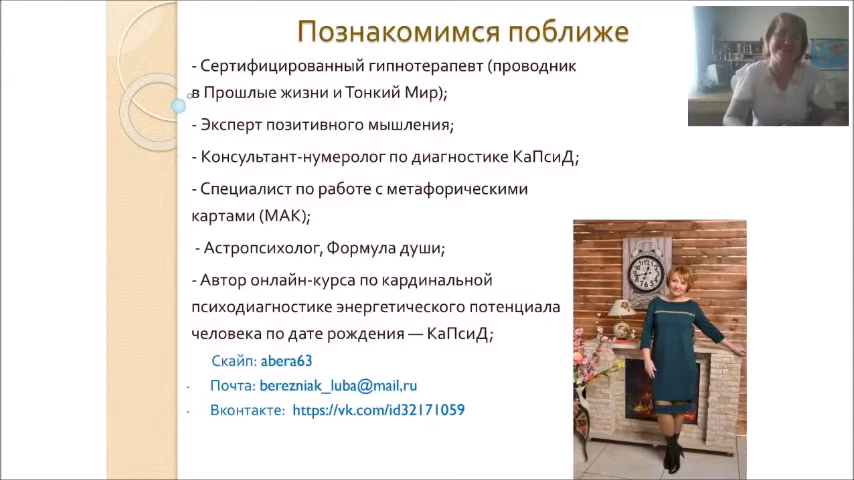 Познакомимся поближе
- Сертифицированный гипнотерапевт (проводник
в Прошлые жизни и Тонкий Мир);
- Эксперт позитивного мышления;
- Консультант-нумеролог по диагностике КаПсиД;
- Специалист по работе с метафорическими
картами (МАК);
- Астропсихолог, Формула души;
- Автор онлайн-курса по кардинальной
психодиагностике энергетического потенциала
человека по дате рождения — КаПсиД;
Скайп: abera63
- Почта: berezniak_luba@mail,ru
- Вконтакте: https://vk.com/id32171059